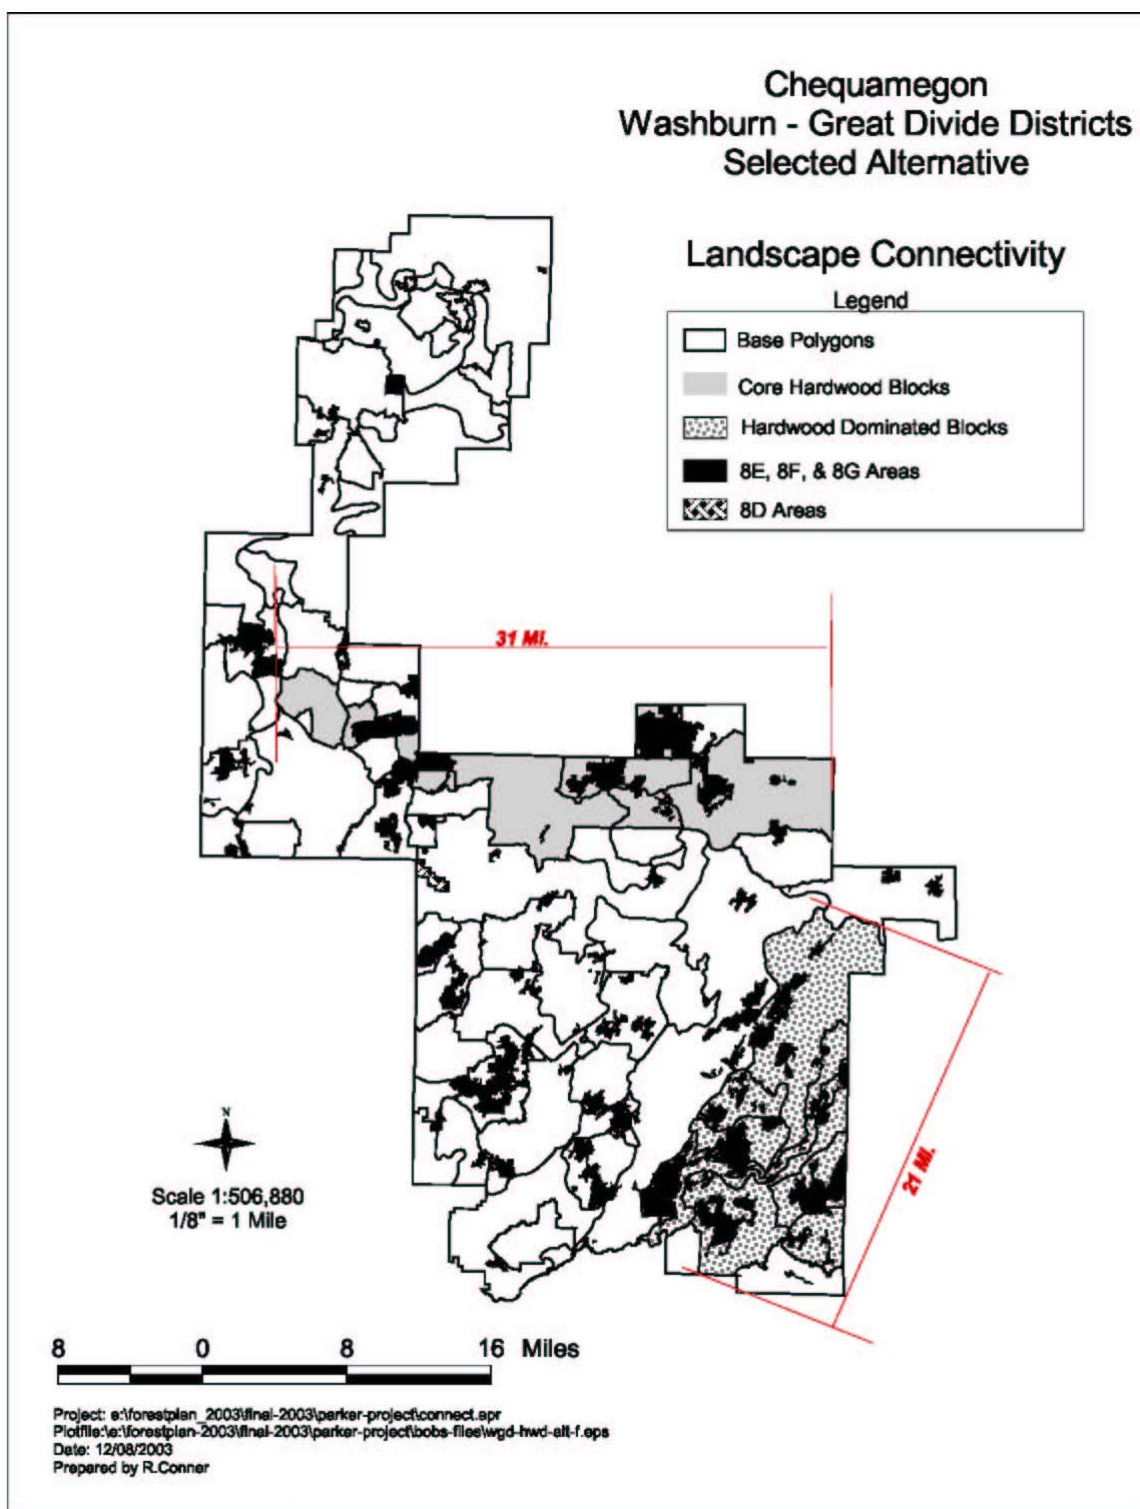 Chequamegon
Washburn - Great Divide Districts
Selected Alternative
Landscape Connectivity
Legend
Base Polygons
Core Hardwood Blocks
Hardwood Dominated Blocks
8E, 8F, & 8G Areas
8D Areas
31 MI.
21 MI.
N
Scale 1:506,880
1/8" = 1 Mile
8 0 8 16 Miles
Project: e:\forestplan_2003\final-2003\parker-project\connect.apr
Plotfile:\e:\forestplan-2003\final-2003\parker-project\bobs-files\wgd-hwd-alt-f.eps
Date: 12/08/2003
Prepared by R.Conner